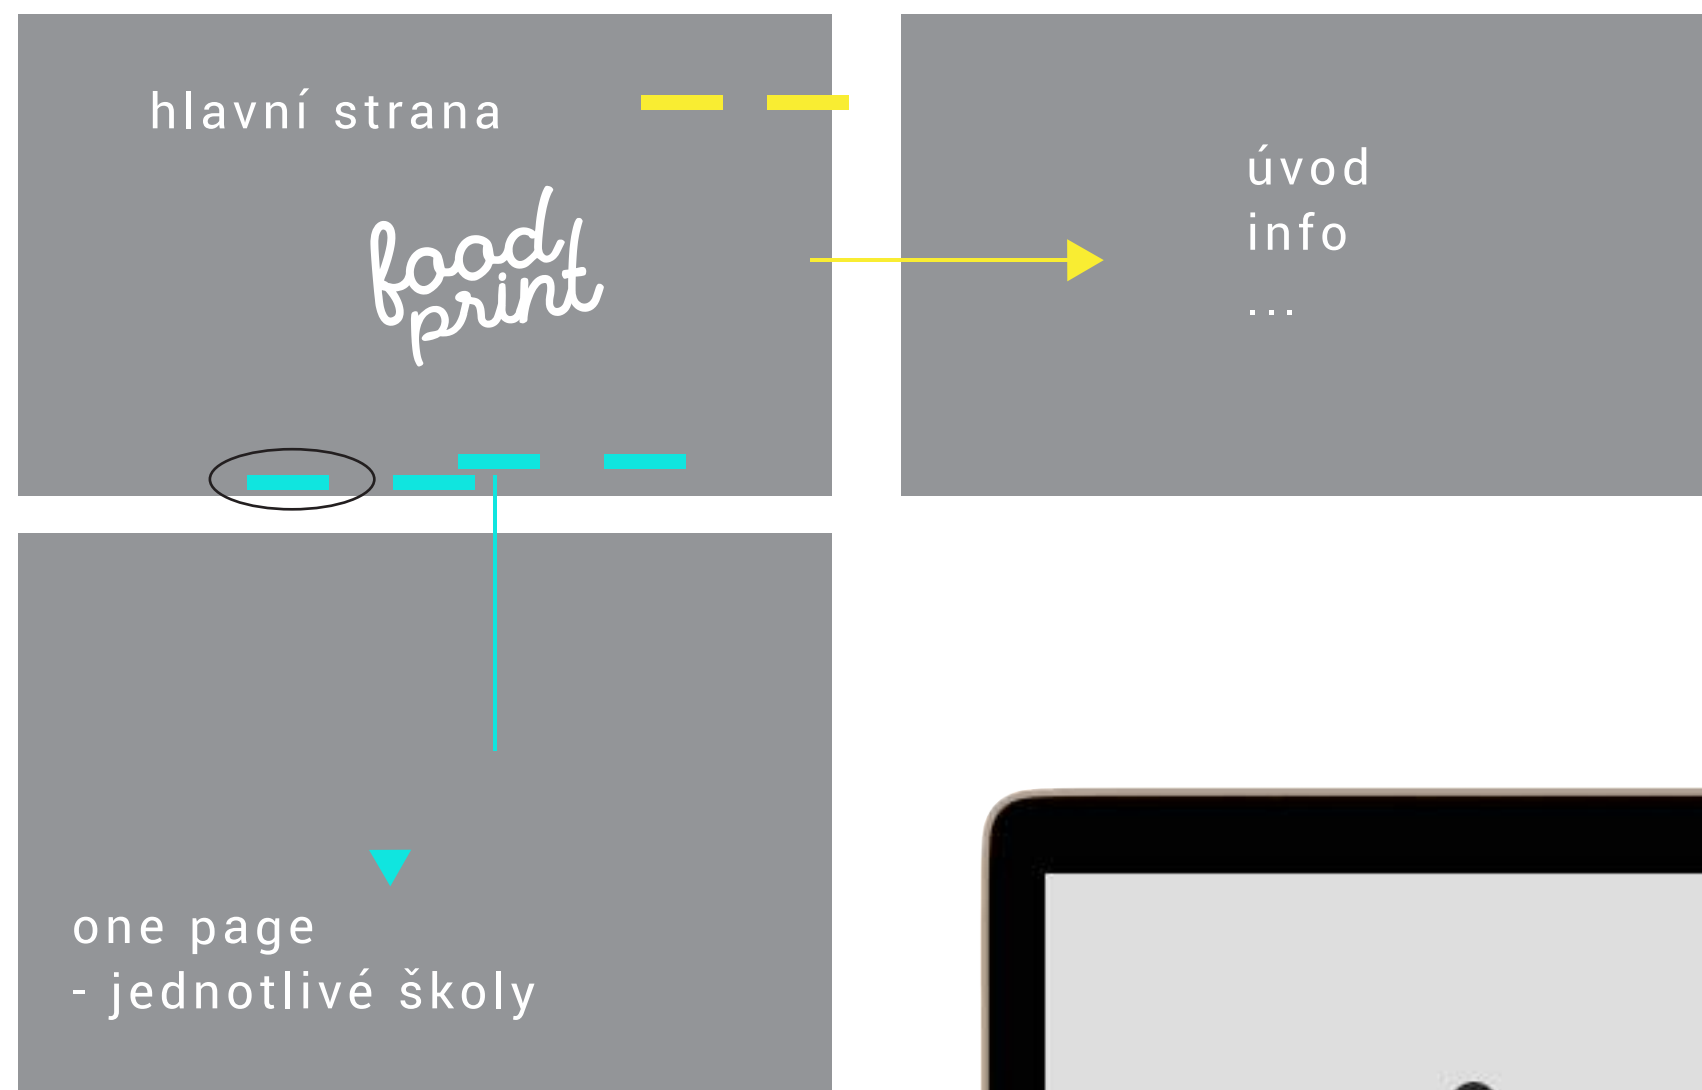 hlavní strana
food
print
úvod
info
...
one page
- jednotlivé školy